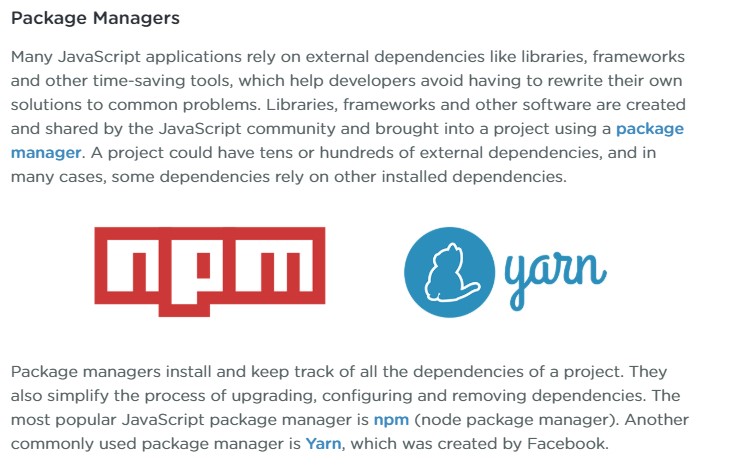 Package Managers
Many JavaScript applications rely on external dependencies like libraries, frameworks
and other time-saving tools, which help developers avoid having to rewrite their own
solutions to common problems. Libraries, frameworks and other software are created
and shared by the JavaScript community and brought into a project using a package
manager. A project could have tens or hundreds of external dependencies, and in
many cases, some dependencies rely on other installed dependencies.
npm
yarn
Package managers install and keep track of all the dependencies of a project. They
also simplify the process of upgrading, configuring and removing dependencies. The
most popular JavaScript package manager is npm (node package manager). Another
commonly used package manager is Yarn, which was created by Facebook.